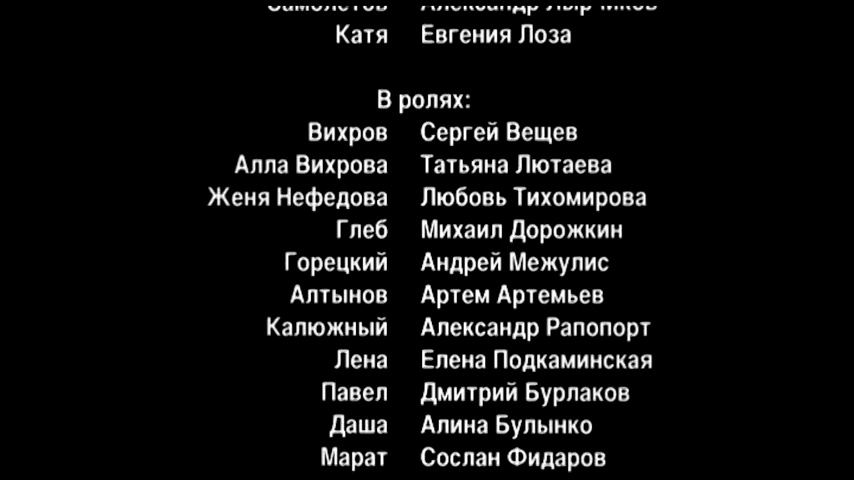 Катя Евгения Лоза
В ролях:
Вихров Сергей Вещев
Алла Вихрова Татьяна Лютаева
Женя Нефедова Любовь Тихомирова
Глеб Михаил Дорожкин
Горецкий Андрей Межулис
Алтынов Артем Артемьев
Калюжный Александр Рапопорт
Лена Елена Подкаминская
Павел Дмитрий Бурлаков
Даша Алина Булынко
Марат Сослан Фидаров